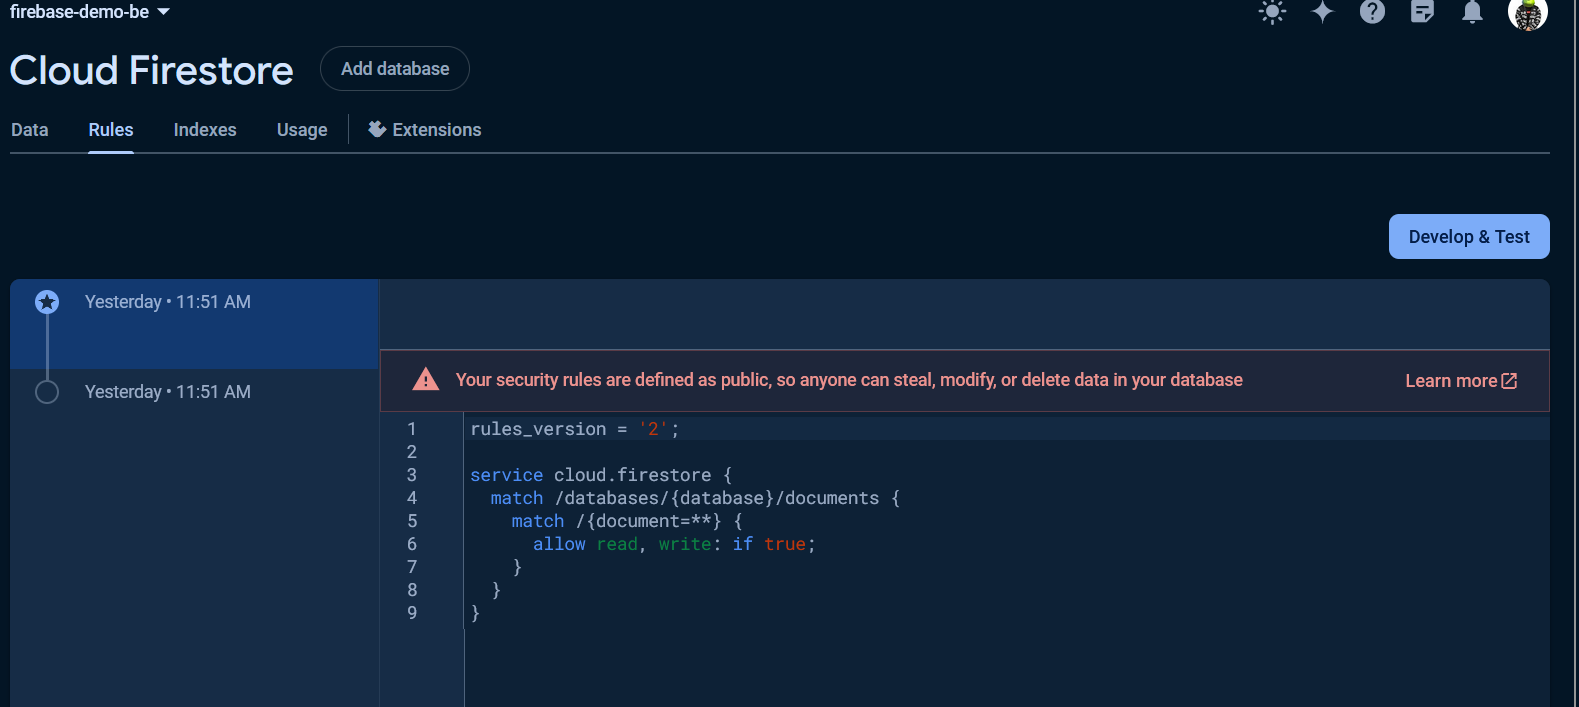 firebase-demo-be
Cloud Firestore
Add database
Data
Rules
Indexes
Usage
Extensions
Develop & Test
Yesterday • 11:51 AM
Yesterday • 11:51 AM
Your security rules are defined as public, so anyone can steal, modify, or delete data in your database
Learn more
1 rules_version = '2';
2
3 service cloud.firestore {
4   match /databases/{database}/documents {
5     match /{document=**} {
6       allow read, write: if true;
7     }
8   }
9 }